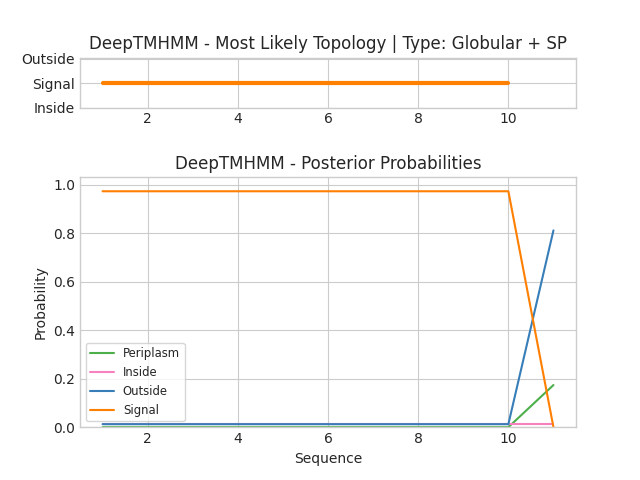 DeepTMHMM - Most Likely Topology | Type: Globular + SP
Outside
Signal
Inside
2 4 6 8 10
DeepTMHMM - Posterior Probabilities
1.0
0.8
0.6
0.4
0.2
0.0
Probability
Periplasm
Inside
Outside
Signal
2 4 6 8 10
Sequence